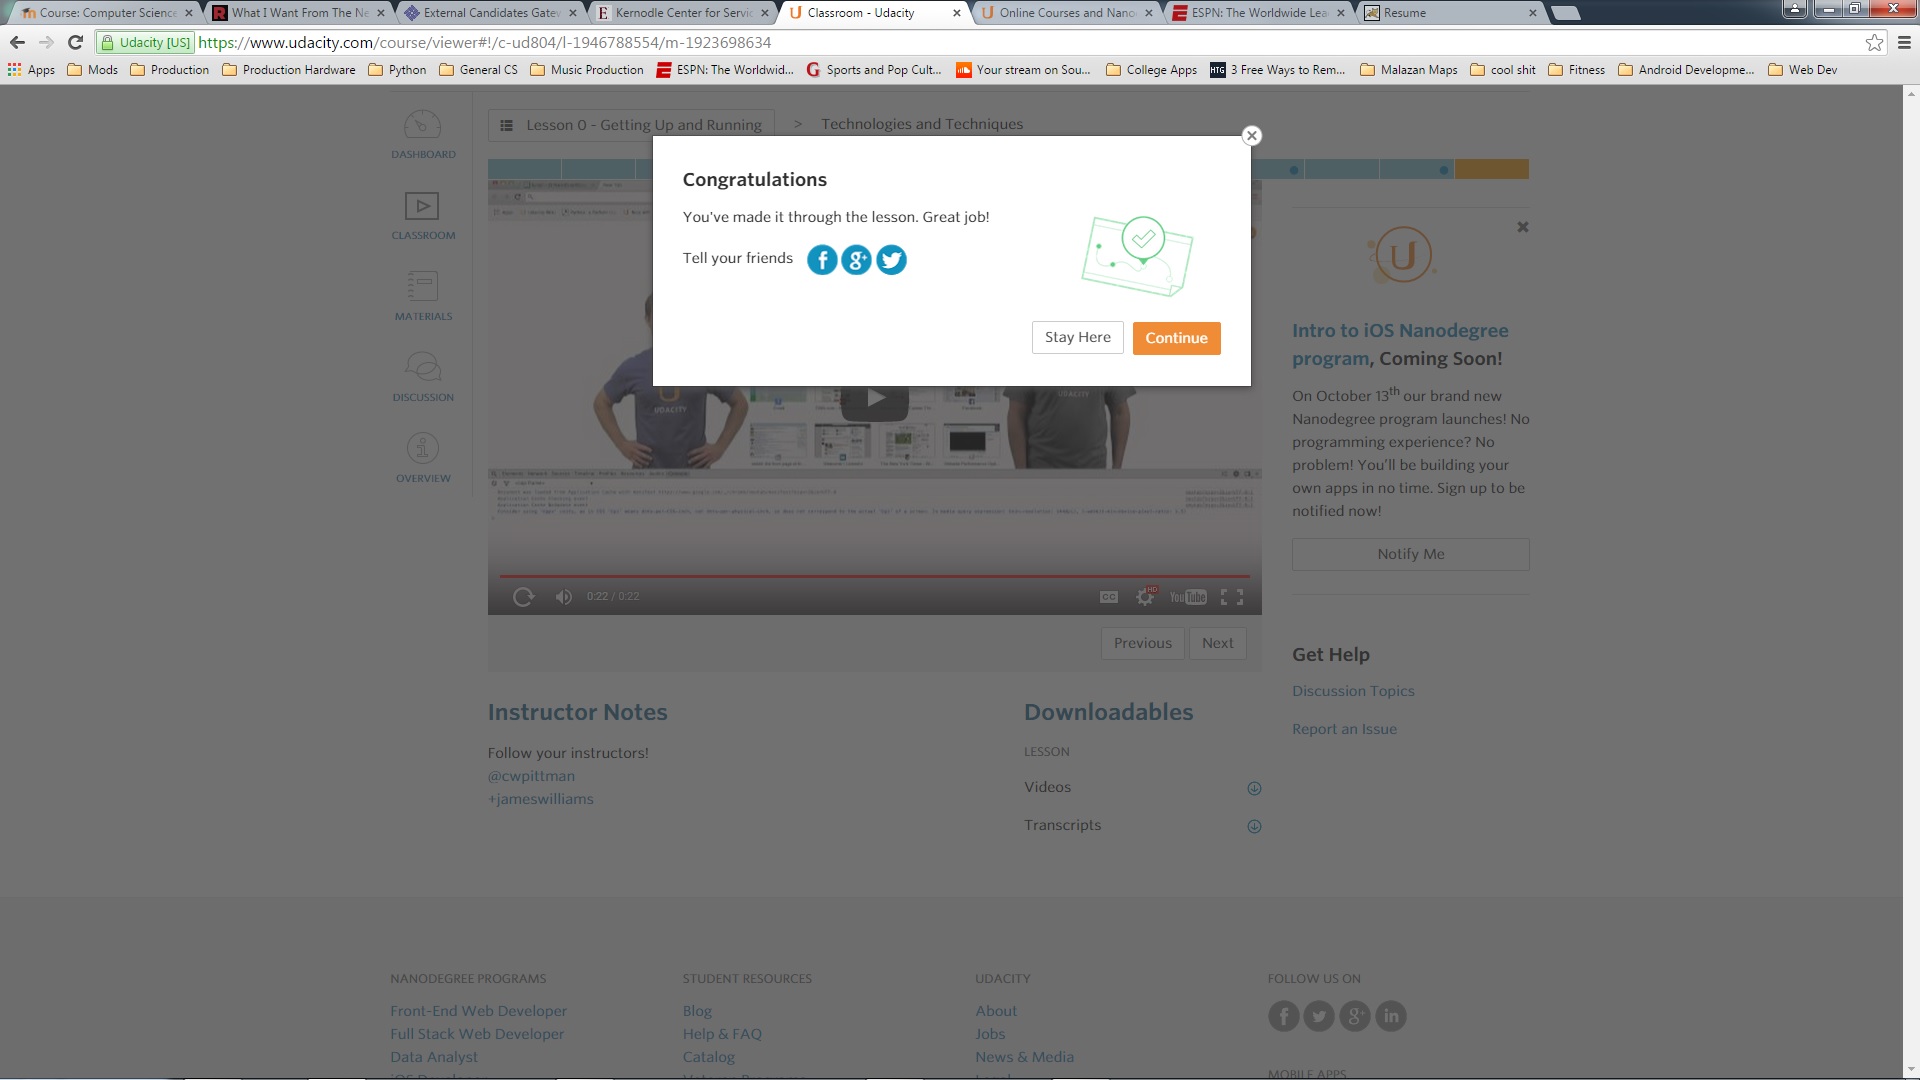 Course: Computer Science
What I Want From The Ne
External Candidates Gatew
Kernodle Center for Servic
Classroom - Udacity
Online Courses and Nano
ESPN: The Worldwide Lea
Resume
Udacity [US] https://www.udacity.com/course/viewer#!/c-ud804/l-1946788554/m-1923698634
Apps Mods Production Production Hardware Python General CS Music Production ESPN: The Worldwid... Sports and Pop Cult... Your stream on Sou... College Apps HTG 3 Free Ways to Rem... Malazan Maps cool shit Fitness Android Developme... Web Dev
Lesson 0 - Getting Up and Running > Technologies and Techniques
DASHBOARD
CLASSROOM
MATERIALS
DISCUSSION
OVERVIEW
Congratulations
You've made it through the lesson. Great job!
Tell your friends
Stay Here Continue
UDACITY
UDACITY
0:22 / 0:22
CC HD YouTube
Previous Next
Intro to iOS Nanodegree
program, Coming Soon!
On October 13th our brand new
Nanodegree program launches! No
programming experience? No
problem! You'll be building your
own apps in no time. Sign up to be
notified now!
Notify Me
Get Help
Discussion Topics
Report an Issue
Instructor Notes
Follow your instructors!
@cwpittman
+jameswilliams
Downloadables
LESSON
Videos
Transcripts
NANODEGREE PROGRAMS
Front-End Web Developer
Full Stack Web Developer
Data Analyst
STUDENT RESOURCES
Blog
Help & FAQ
Catalog
UDACITY
About
Jobs
News & Media
FOLLOW US ON
MOBILE APPS